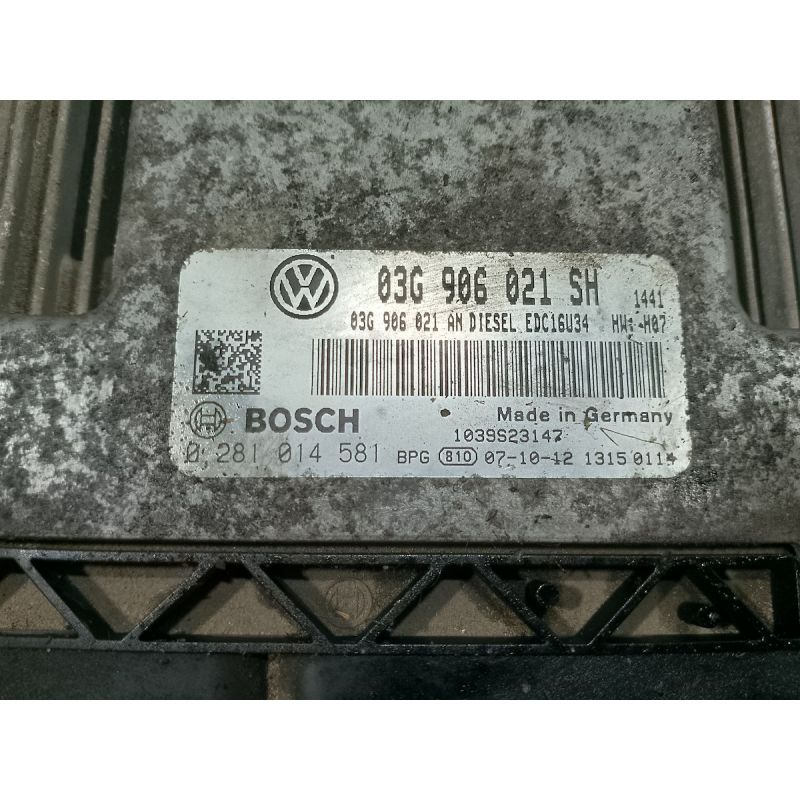 03G 906 021 SH 1441
03G 906 021 AN DIESEL EDC16U34 HW: H07
BOSCH Made in Germany
1039S23147
0 281 014 581 BPG 810 07-10-12 1315 0114